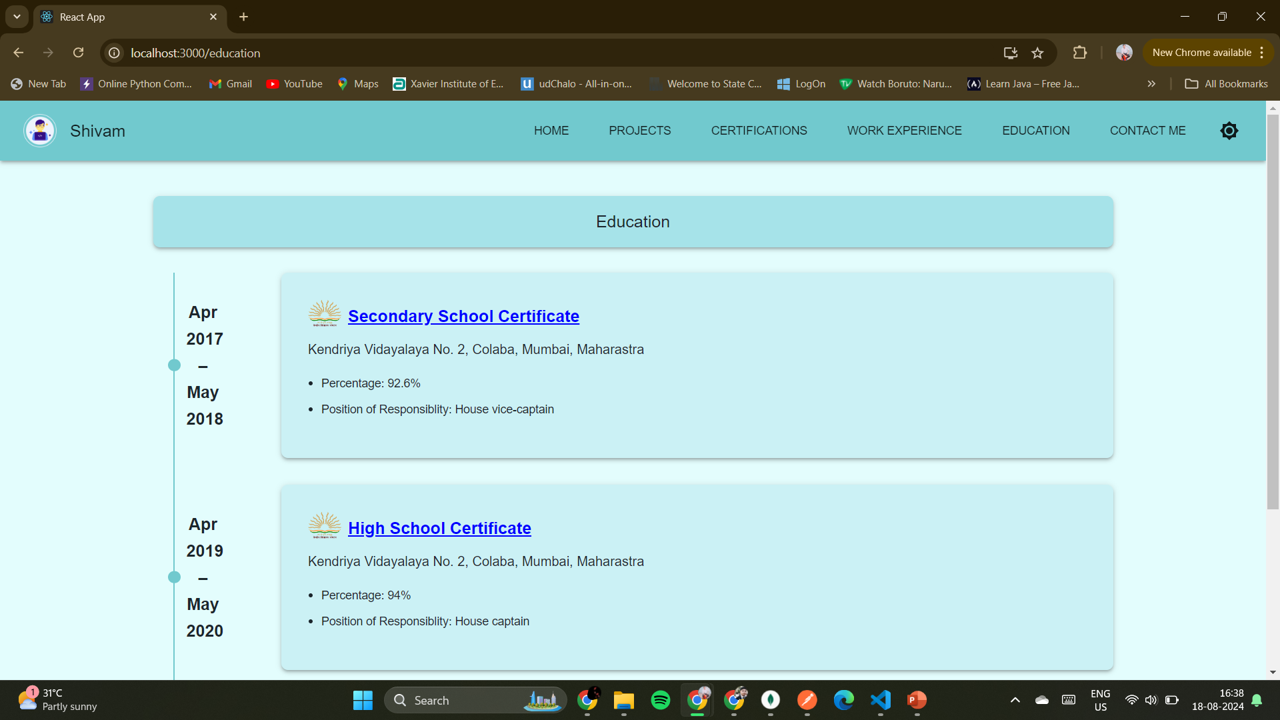 React App
localhost:3000/education
New Chrome available
New Tab
Online Python Com...
Gmail
YouTube
Maps
Xavier Institute of E...
udChalo - All-in-on...
Welcome to State C...
LogOn
Watch Boruto: Naru...
Learn Java – Free Ja...
All Bookmarks
Shivam
HOME
PROJECTS
CERTIFICATIONS
WORK EXPERIENCE
EDUCATION
CONTACT ME
Education
Apr
2017
–
May
2018
Secondary School Certificate
Kendriya Vidayalaya No. 2, Colaba, Mumbai, Maharastra
• Percentage: 92.6%
• Position of Responsiblity: House vice-captain
Apr
2019
–
May
2020
High School Certificate
Kendriya Vidayalaya No. 2, Colaba, Mumbai, Maharastra
• Percentage: 94%
• Position of Responsiblity: House captain
1
31°C
Partly sunny
Search
ENG
US
16:38
18-08-2024